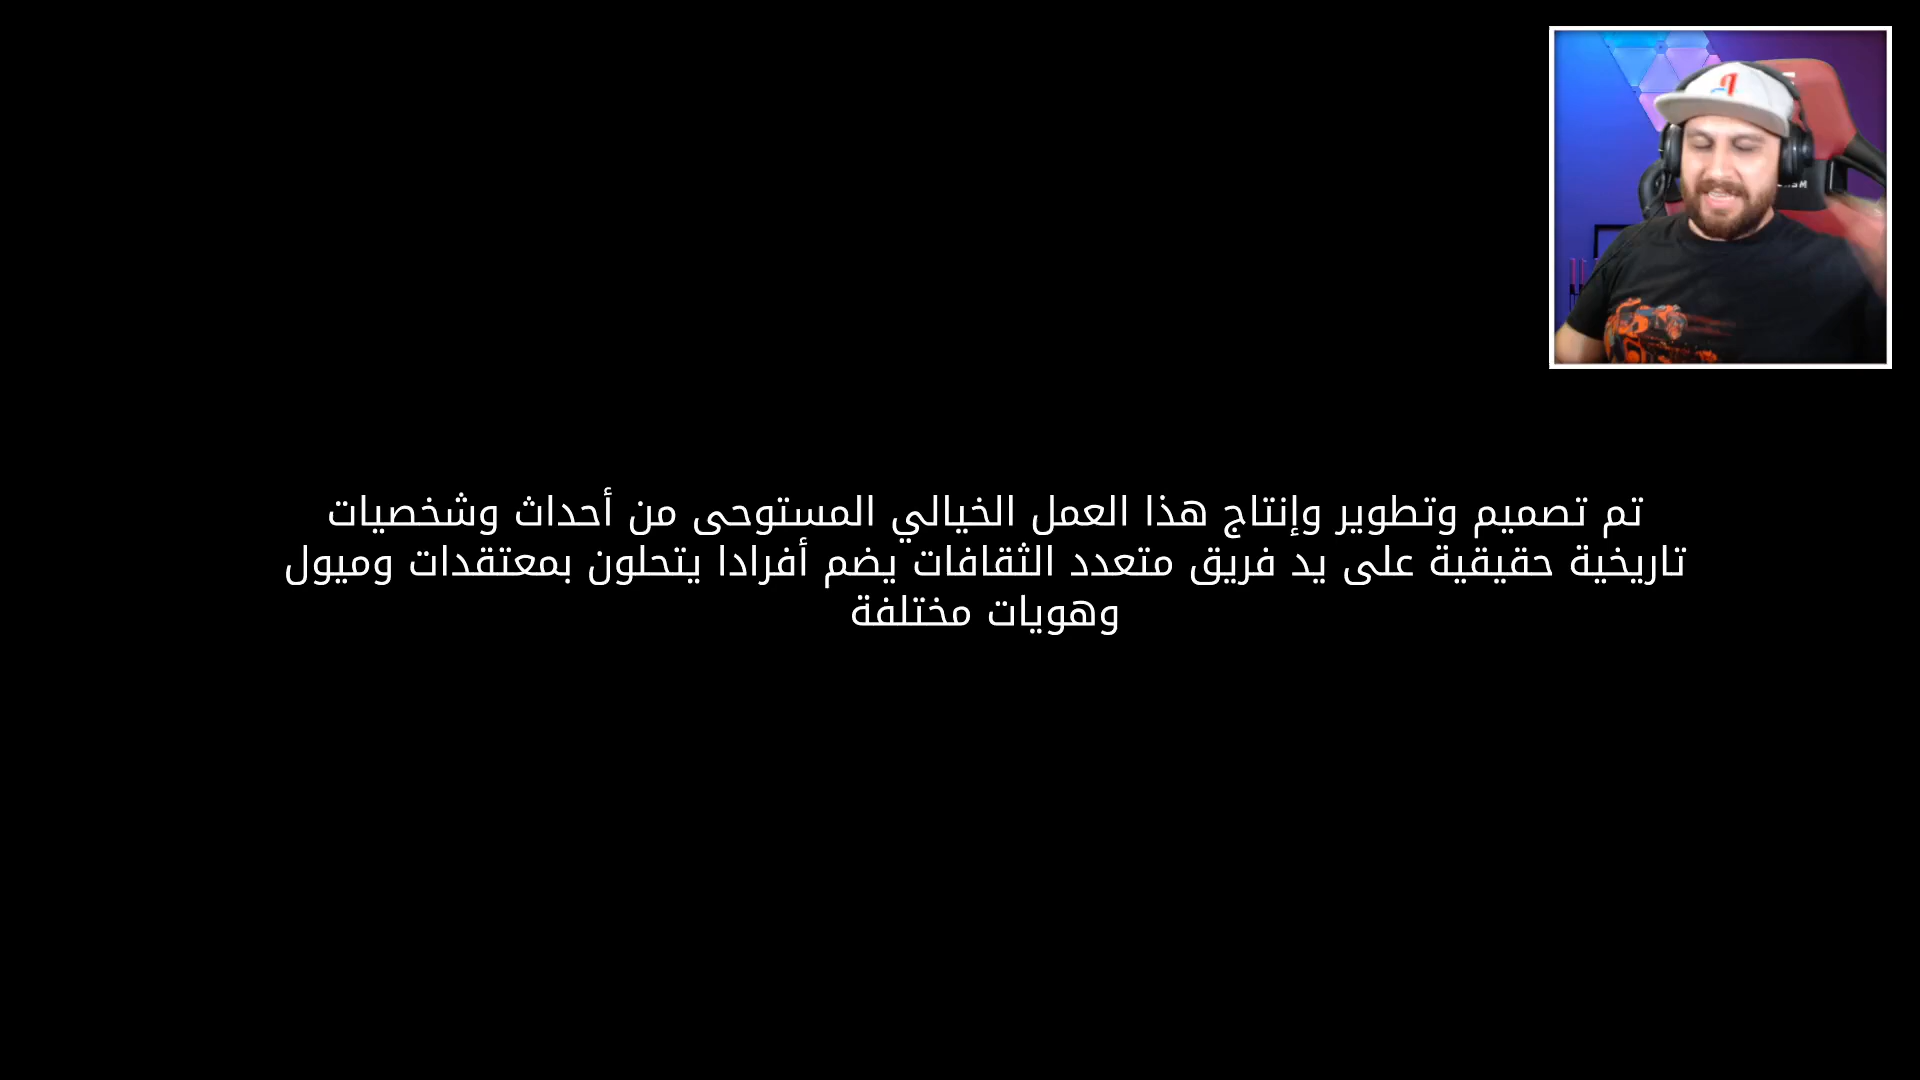 تم تصميم وتطوير وإنتاج هذا العمل الخيالي المستوحى من أحداث وشخصيات
تاريخية حقيقية على يد فريق متعدد الثقافات يضم أفرادا يتحلون بمعتقدات وميول
وهويات مختلفة